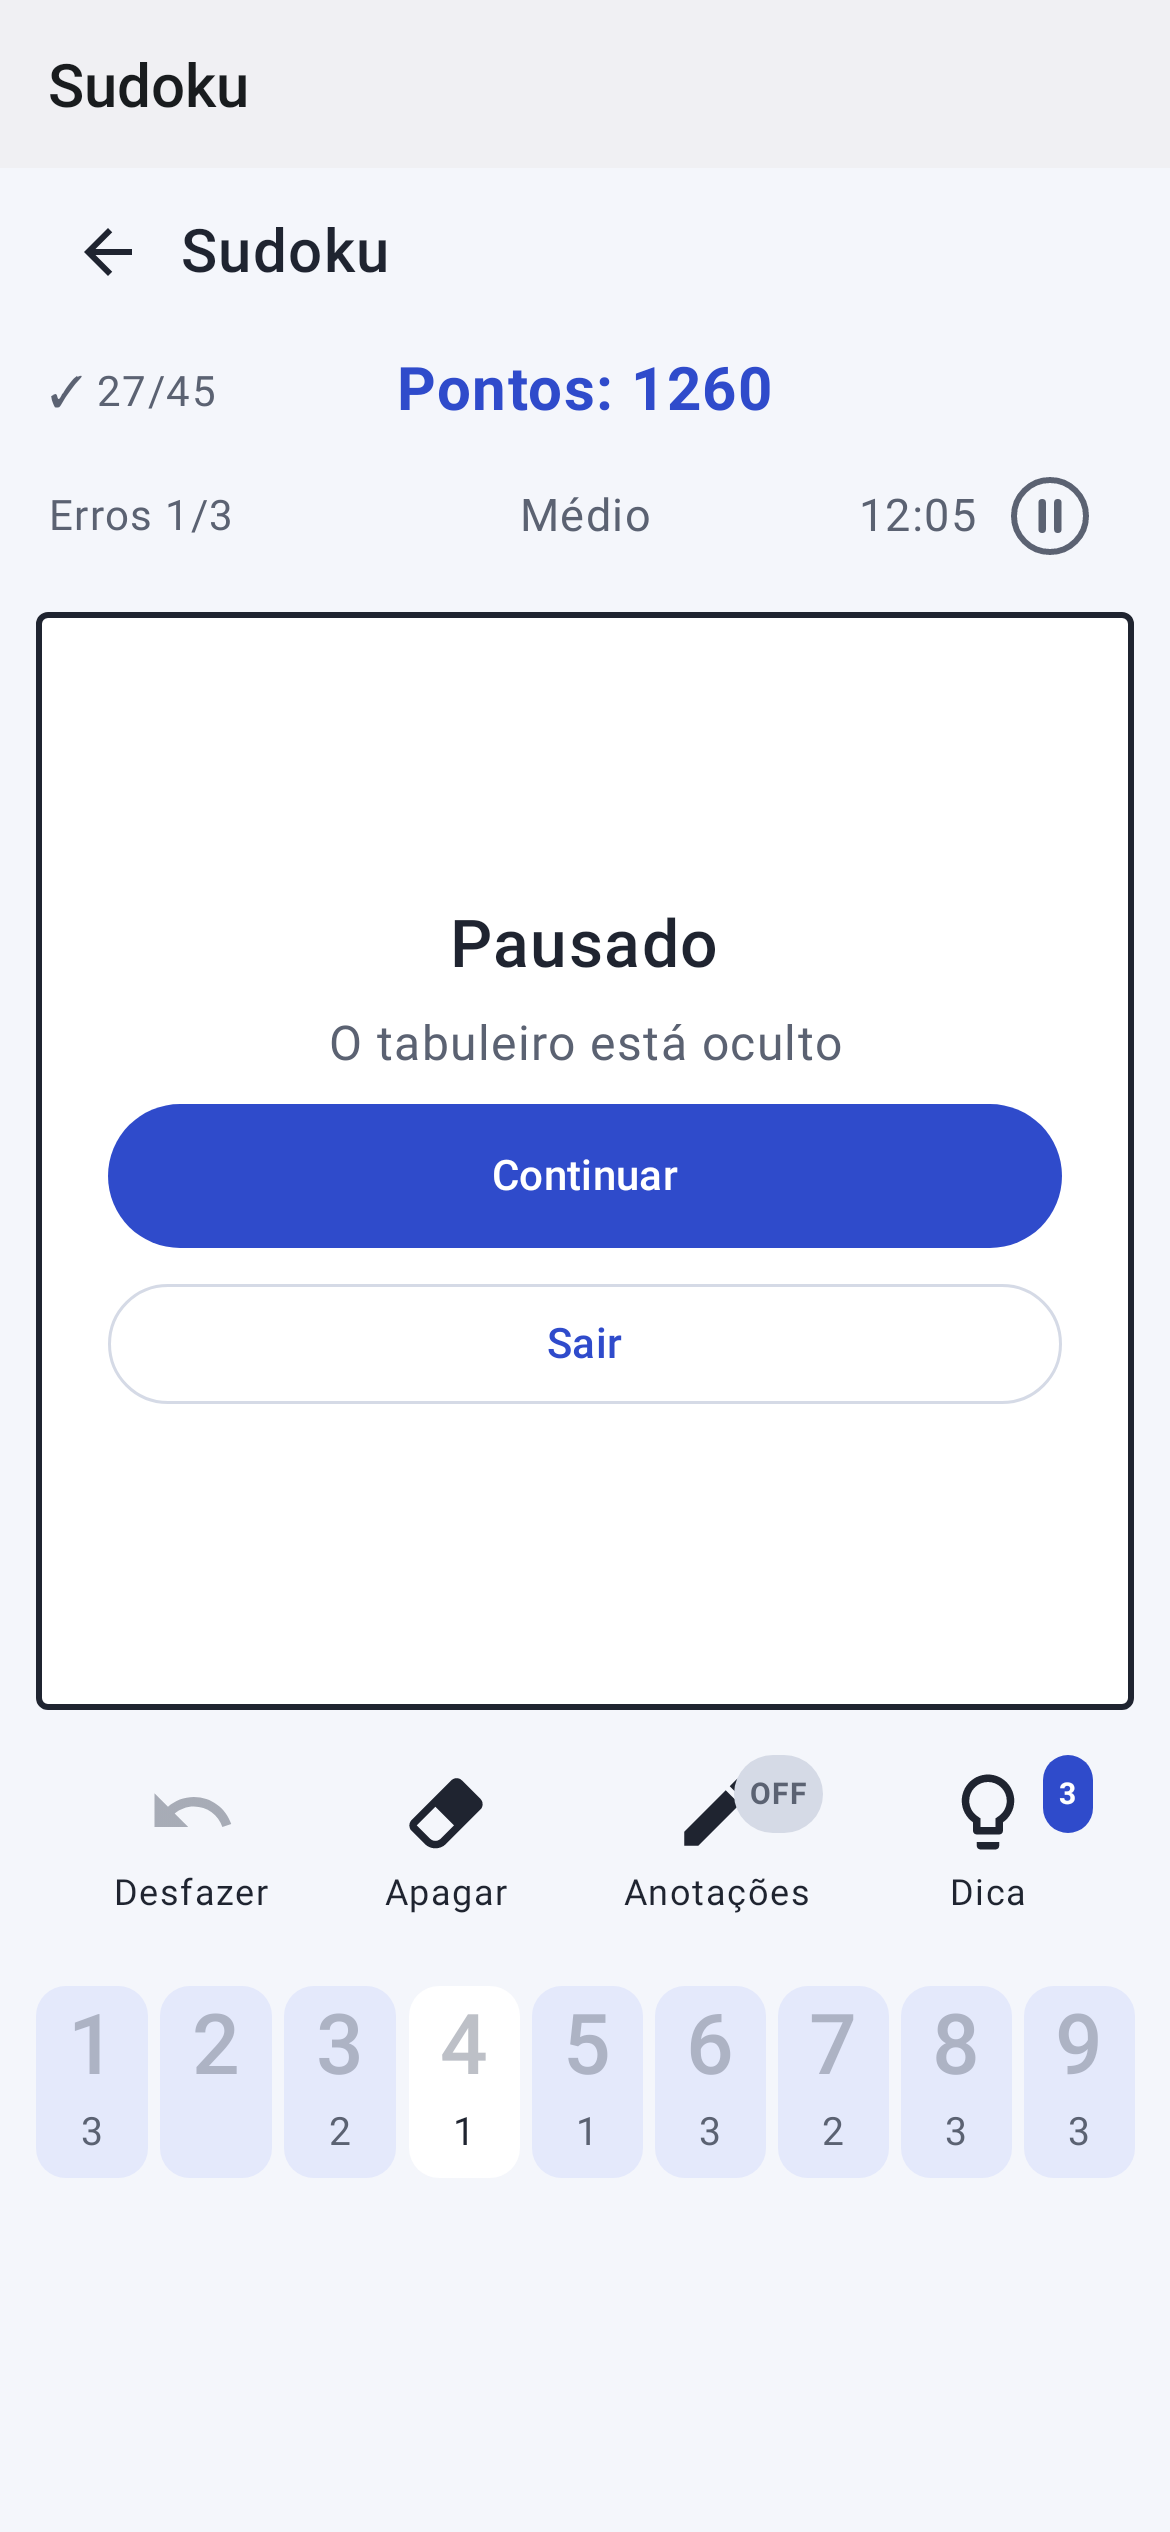 Sudoku
Sudoku
✓ 27/45
Pontos: 1260
Erros 1/3
Médio
12:05
Pausado
O tabuleiro está oculto
Continuar
Sair
OFF
3
Desfazer
Apagar
Anotações
Dica
1 2 3 4 5 6 7 8 9
3 2 1 1 3 2 3 3